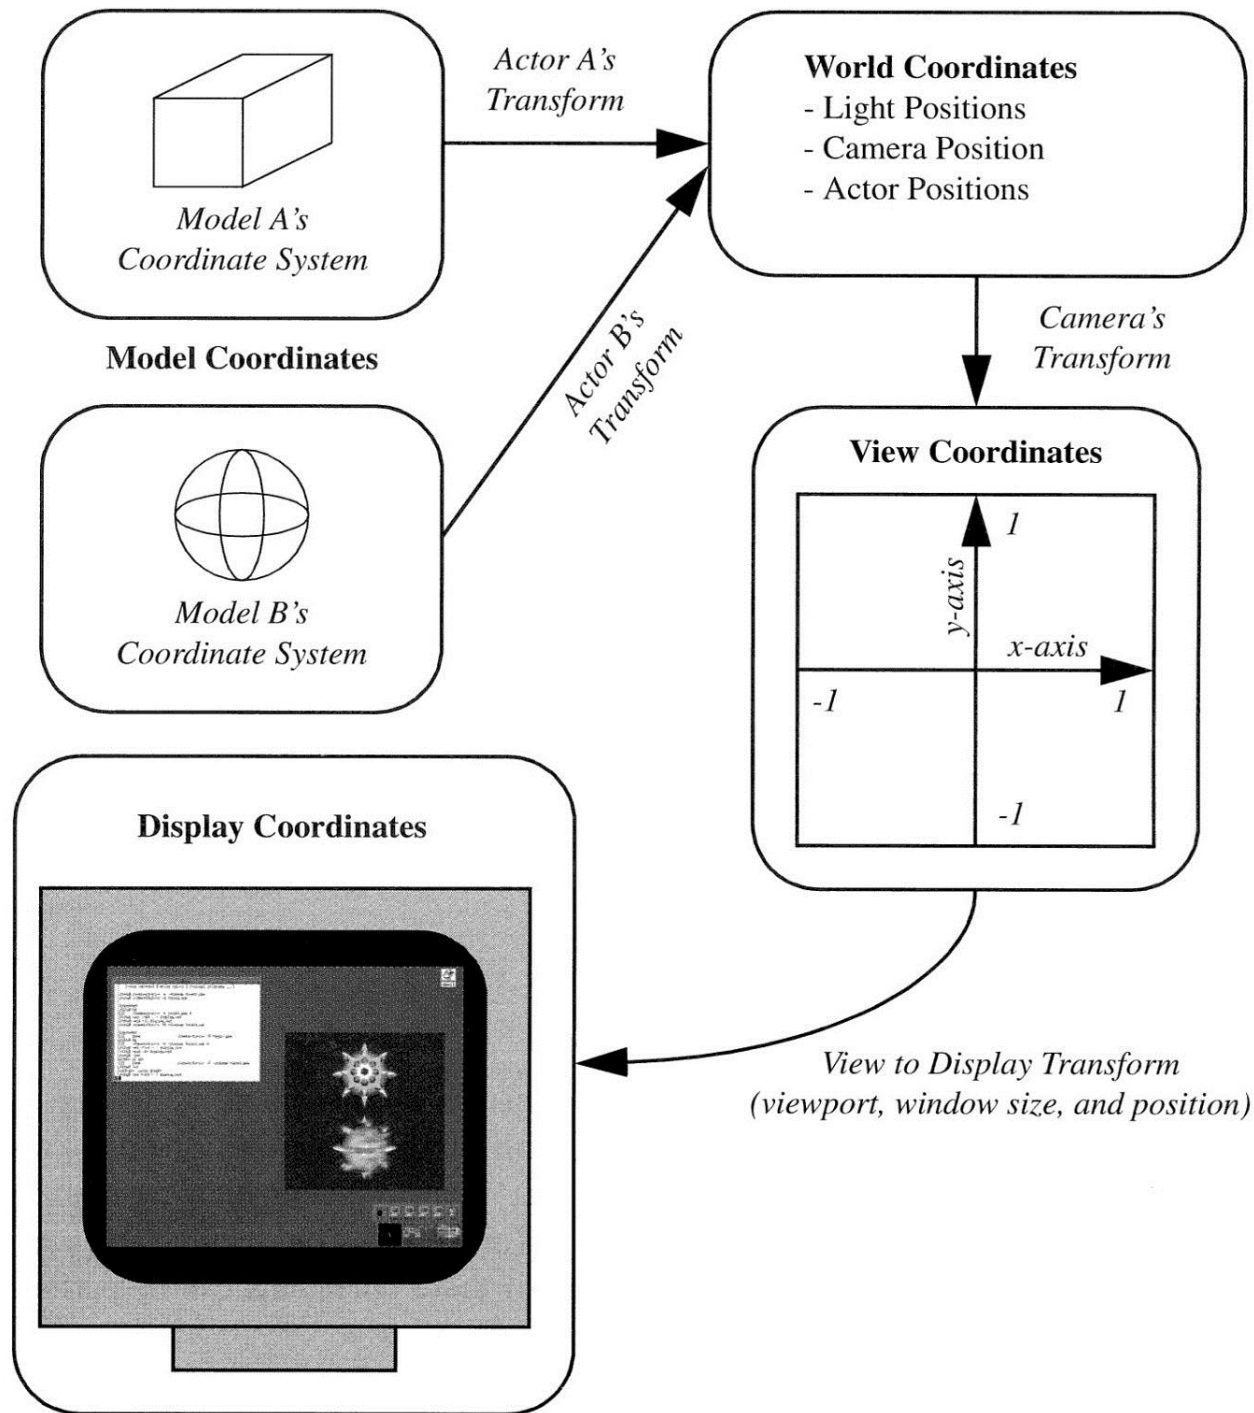 Actor A's
Transform
World Coordinates
- Light Positions
- Camera Position
- Actor Positions
Model A's
Coordinate System
Model Coordinates
Actor B's
Transform
Camera's
Transform
Model B's
Coordinate System
View Coordinates
1
y-axis
x-axis
-1
1
-1
Display Coordinates
View to Display Transform
(viewport, window size, and position)